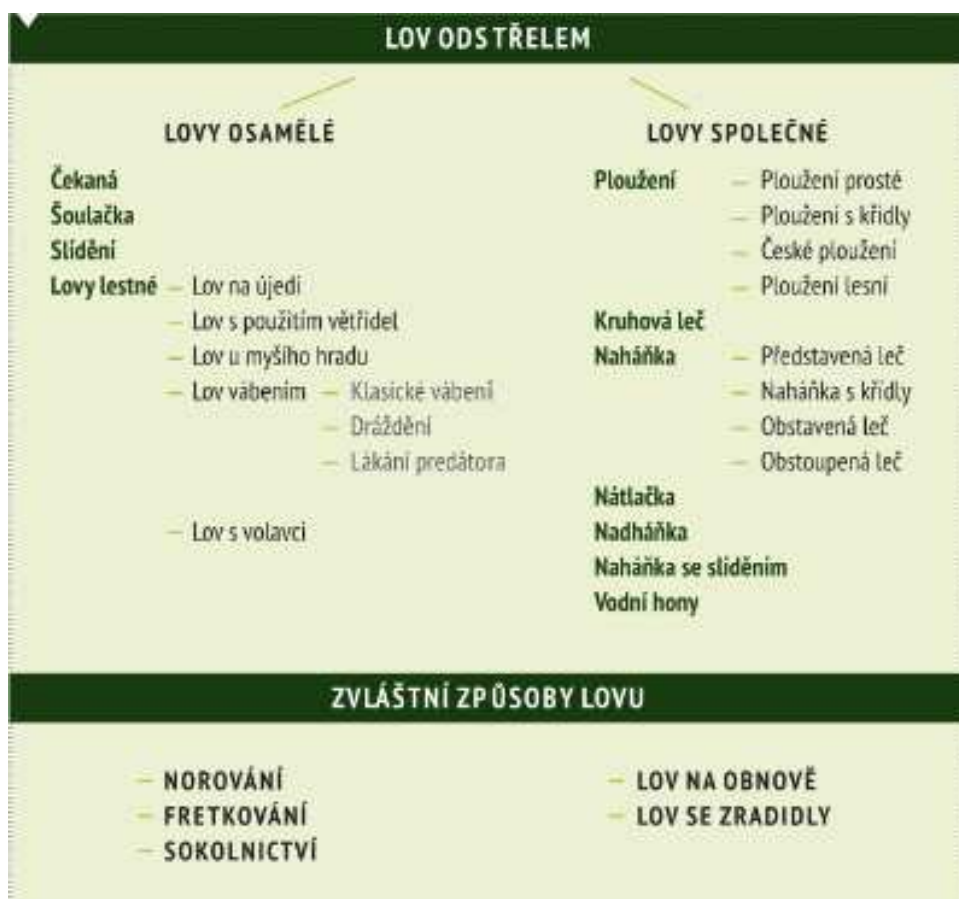 LOV ODSTŘELEM
LOVY OSAMĚLÉ
Čekaná
Šoulačka
Slídění
Lovy lestné – Lov na újedi
– Lov s použitím větřidel
– Lov u myšího hradu
– Lov vábením – Klasické vábení
– Dráždění
– Lákání predátora
– Lov s volavci
LOVY SPOLEČNÉ
Ploužení – Ploužení prosté
– Ploužení s křídly
– České ploužení
– Ploužení lesní
Kruhová leč
Naháňka – Představená leč
– Naháňka s křídly
– Obstavená leč
– Obstoupená leč
Nátlačka
Nadháňka
Naháňka se slíděním
Vodní hony
ZVLÁŠTNÍ ZPŮSOBY LOVU
– NOROVÁNÍ
– FRETKOVÁNÍ
– SOKOLNICTVÍ
– LOV NA OBNOVĚ
– LOV SE ZRADIDLY